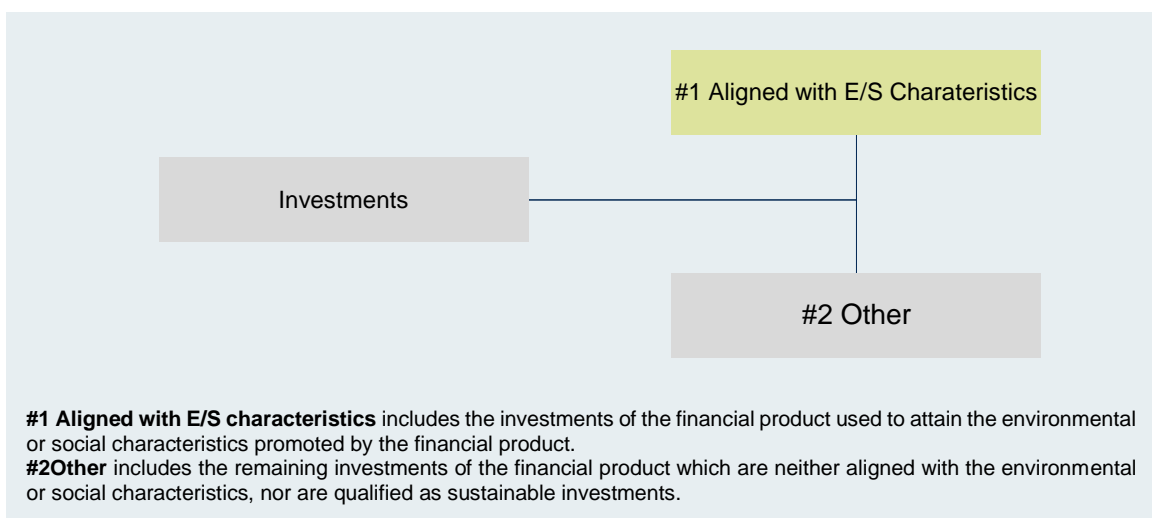 #1 Aligned with E/S Charateristics
Investments
#2 Other
#1 Aligned with E/S characteristics includes the investments of the financial product used to attain the environmental
or social characteristics promoted by the financial product.
#2Other includes the remaining investments of the financial product which are neither aligned with the environmental
or social characteristics, nor are qualified as sustainable investments.